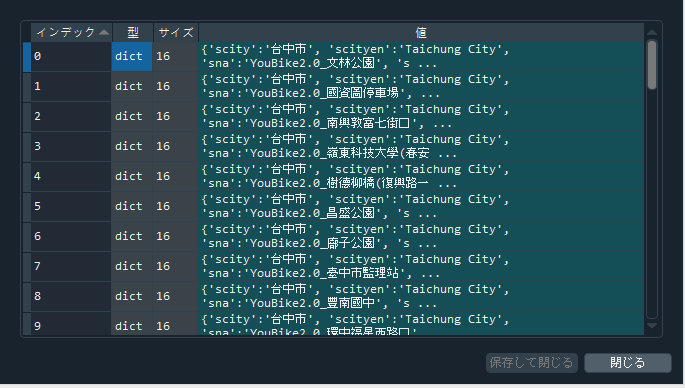 インデックス 型 サイズ 値
0 dict 16 {'scity':'台中市', 'scityen':'Taichung City',
'sna':'YouBike2.0_文林公園', 's ...
1 dict 16 {'scity':'台中市', 'scityen':'Taichung City',
'sna':'YouBike2.0_國資圖停車場', ...
2 dict 16 {'scity':'台中市', 'scityen':'Taichung City',
'sna':'YouBike2.0_南興敦富七街口', ...
3 dict 16 {'scity':'台中市', 'scityen':'Taichung City',
'sna':'YouBike2.0_嶺東科技大學(春安 ...
4 dict 16 {'scity':'台中市', 'scityen':'Taichung City',
'sna':'YouBike2.0_樹德柳橋(復興路一 ...
5 dict 16 {'scity':'台中市', 'scityen':'Taichung City',
'sna':'YouBike2.0_昌盛公園', 's ...
6 dict 16 {'scity':'台中市', 'scityen':'Taichung City',
'sna':'YouBike2.0_廍子公園', 's ...
7 dict 16 {'scity':'台中市', 'scityen':'Taichung City',
'sna':'YouBike2.0_臺中市監理站', ...
8 dict 16 {'scity':'台中市', 'scityen':'Taichung City',
'sna':'YouBike2.0_豐南國中', 's ...
9 dict 16 {'scity':'台中市', 'scityen':'Taichung City',
'sna':'YouBike2.0_環中福星西路口'
保存して閉じる 閉じる